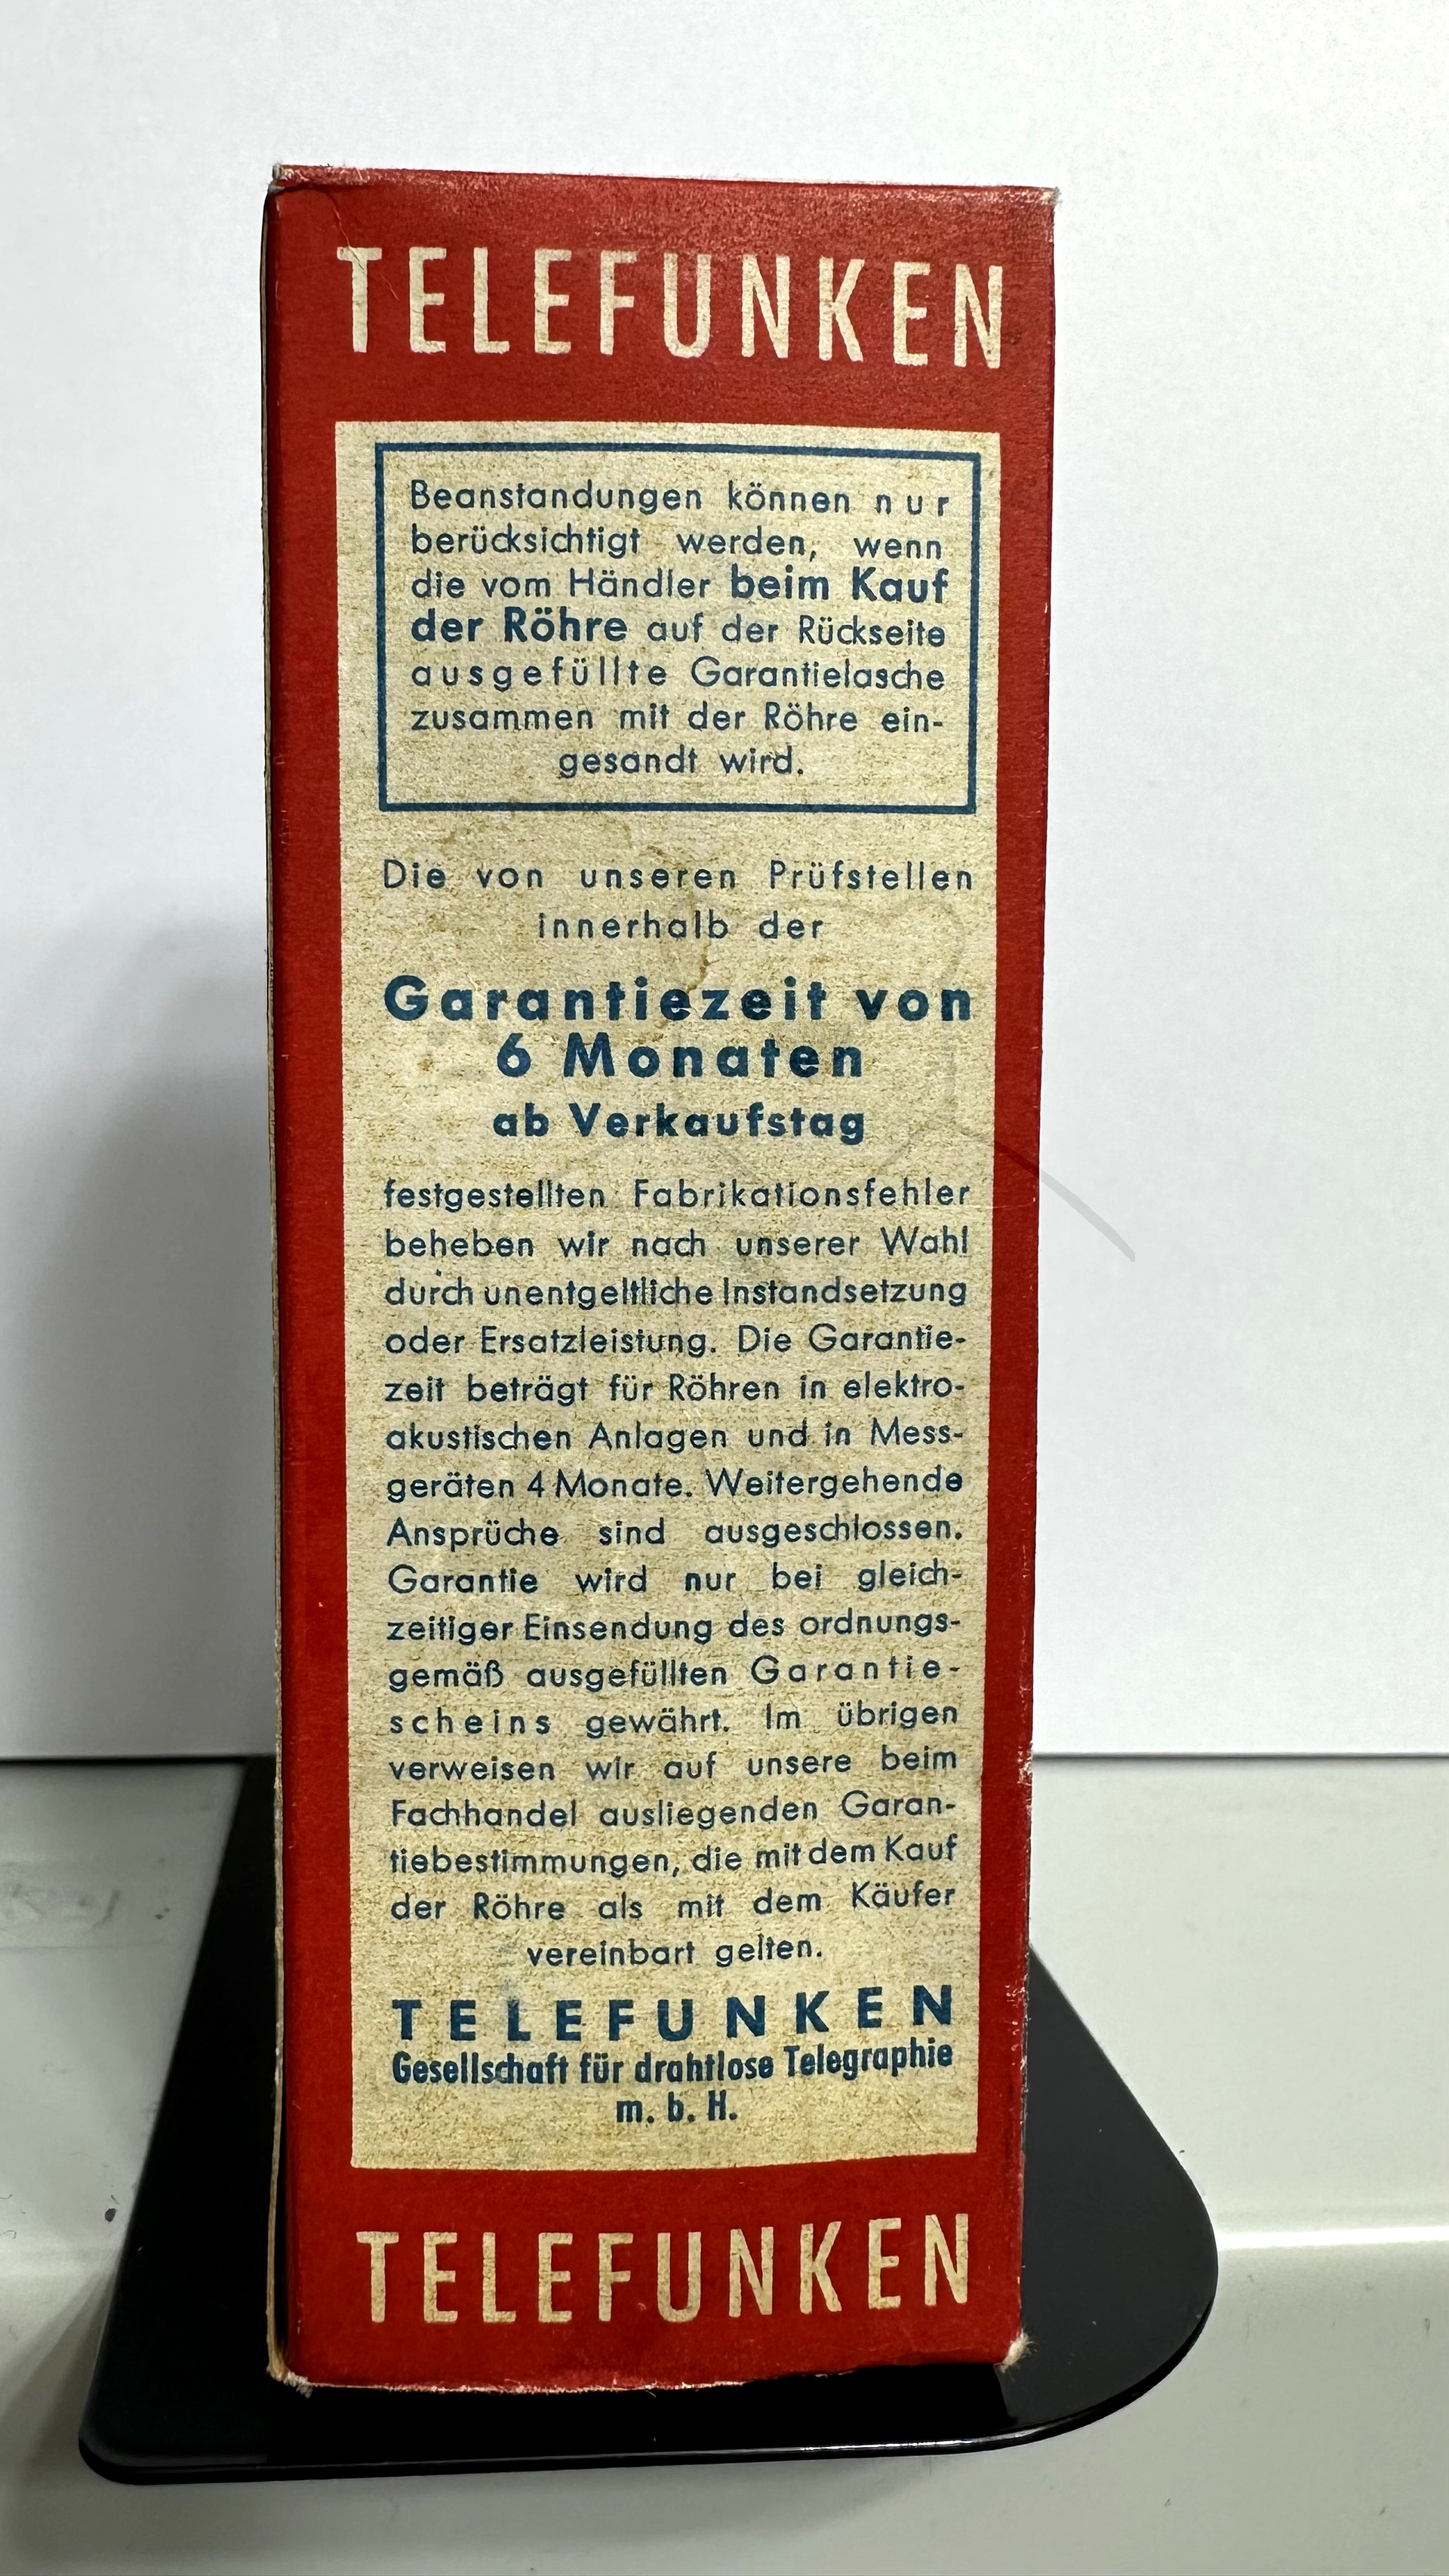 TELEFUNKEN
Beanstandungen können nur
berücksichtigt werden, wenn
die vom Händler beim Kauf
der Röhre auf der Rückseite
ausgefüllte Garantielasche
zusammen mit der Röhre ein-
gesandt wird.
Die von unseren Prüfstellen
innerhalb der
Garantiezeit von
6 Monaten
ab Verkaufstag
festgestellten Fabrikationsfehler
beheben wir nach unserer Wahl
durch unentgeltliche Instandsetzung
oder Ersatzleistung. Die Garantie-
zeit beträgt für Röhren in elektro-
akustischen Anlagen und in Mess-
geräten 4 Monate. Weitergehende
Ansprüche sind ausgeschlossen.
Garantie wird nur bei gleich-
zeitiger Einsendung des ordnungs-
gemäß ausgefüllten Garantie-
scheins gewährt. Im übrigen
verweisen wir auf unsere beim
Fachhandel ausliegenden Garan-
tiebestimmungen, die mit dem Kauf
der Röhre als mit dem Käufer
vereinbart gelten.
TELEFUNKEN
Gesellschaft für drahtlose Telegraphie
m. b. H.
TELEFUNKEN